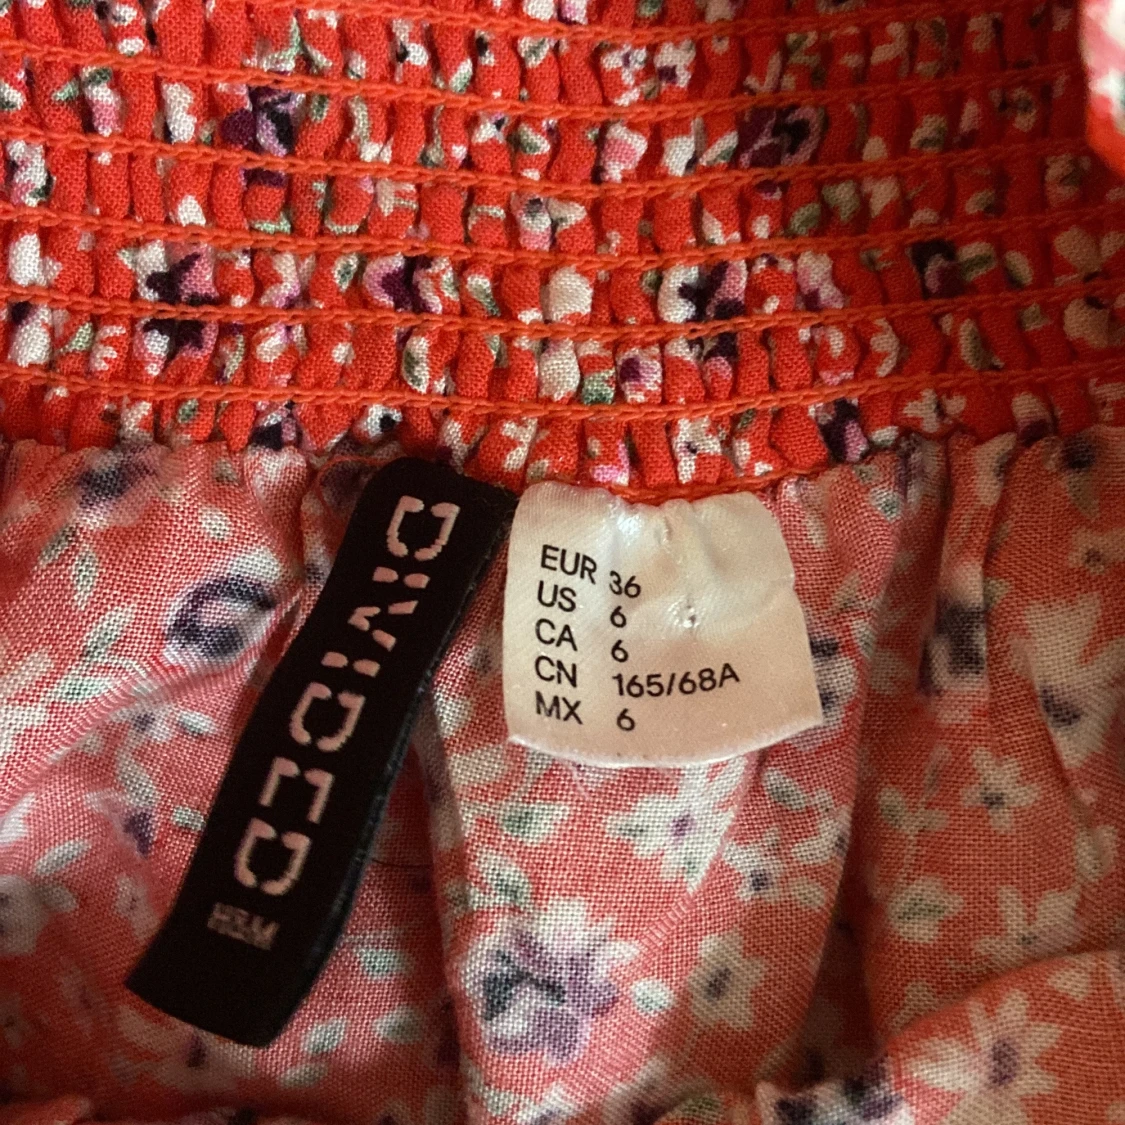 DIVIDED
H&M
EUR 36
US 6
CA 6
CN 165/68A
MX 6